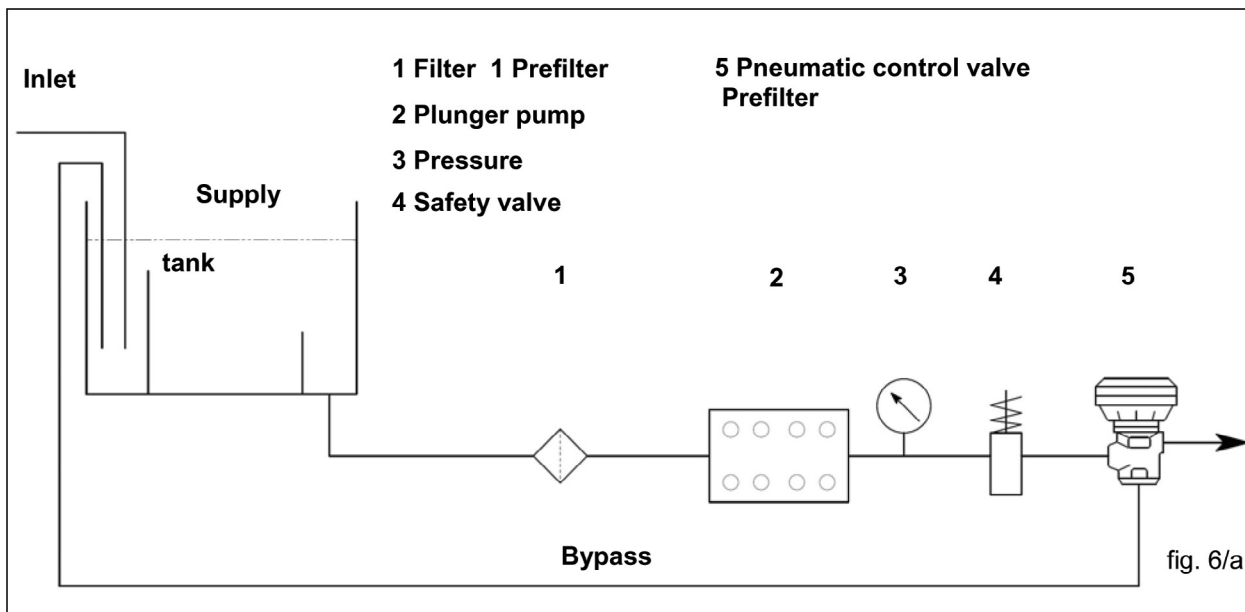 Inlet
1 Filter 1 Prefilter
2 Plunger pump
3 Pressure
4 Safety valve
5 Pneumatic control valve
Prefilter
Supply
tank
1 2 3 4 5
Bypass
fig. 6/a